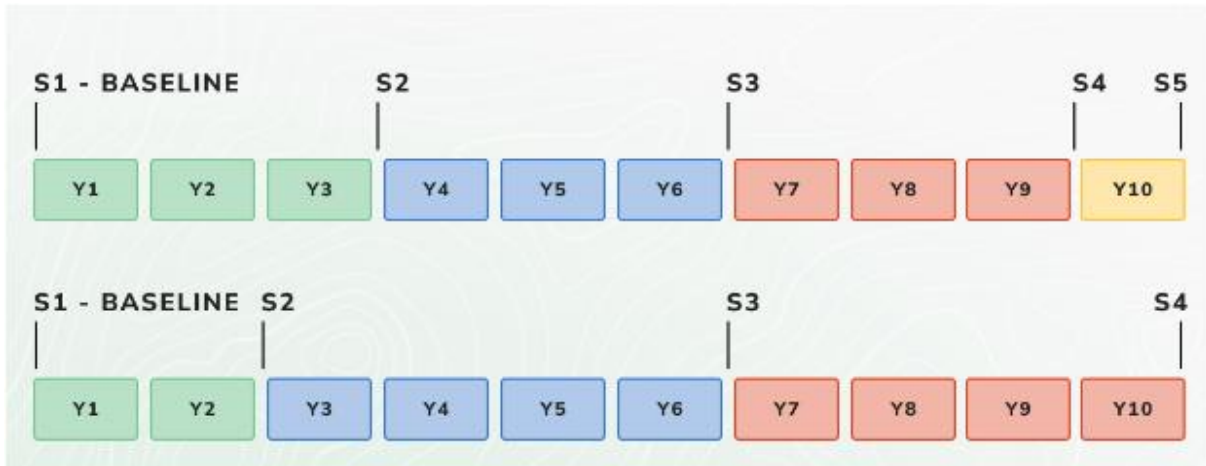 S1 - BASELINE S2 S3 S4 S5
Y1 Y2 Y3 Y4 Y5 Y6 Y7 Y8 Y9 Y10
S1 - BASELINE S2 S3 S4
Y1 Y2 Y3 Y4 Y5 Y6 Y7 Y8 Y9 Y10